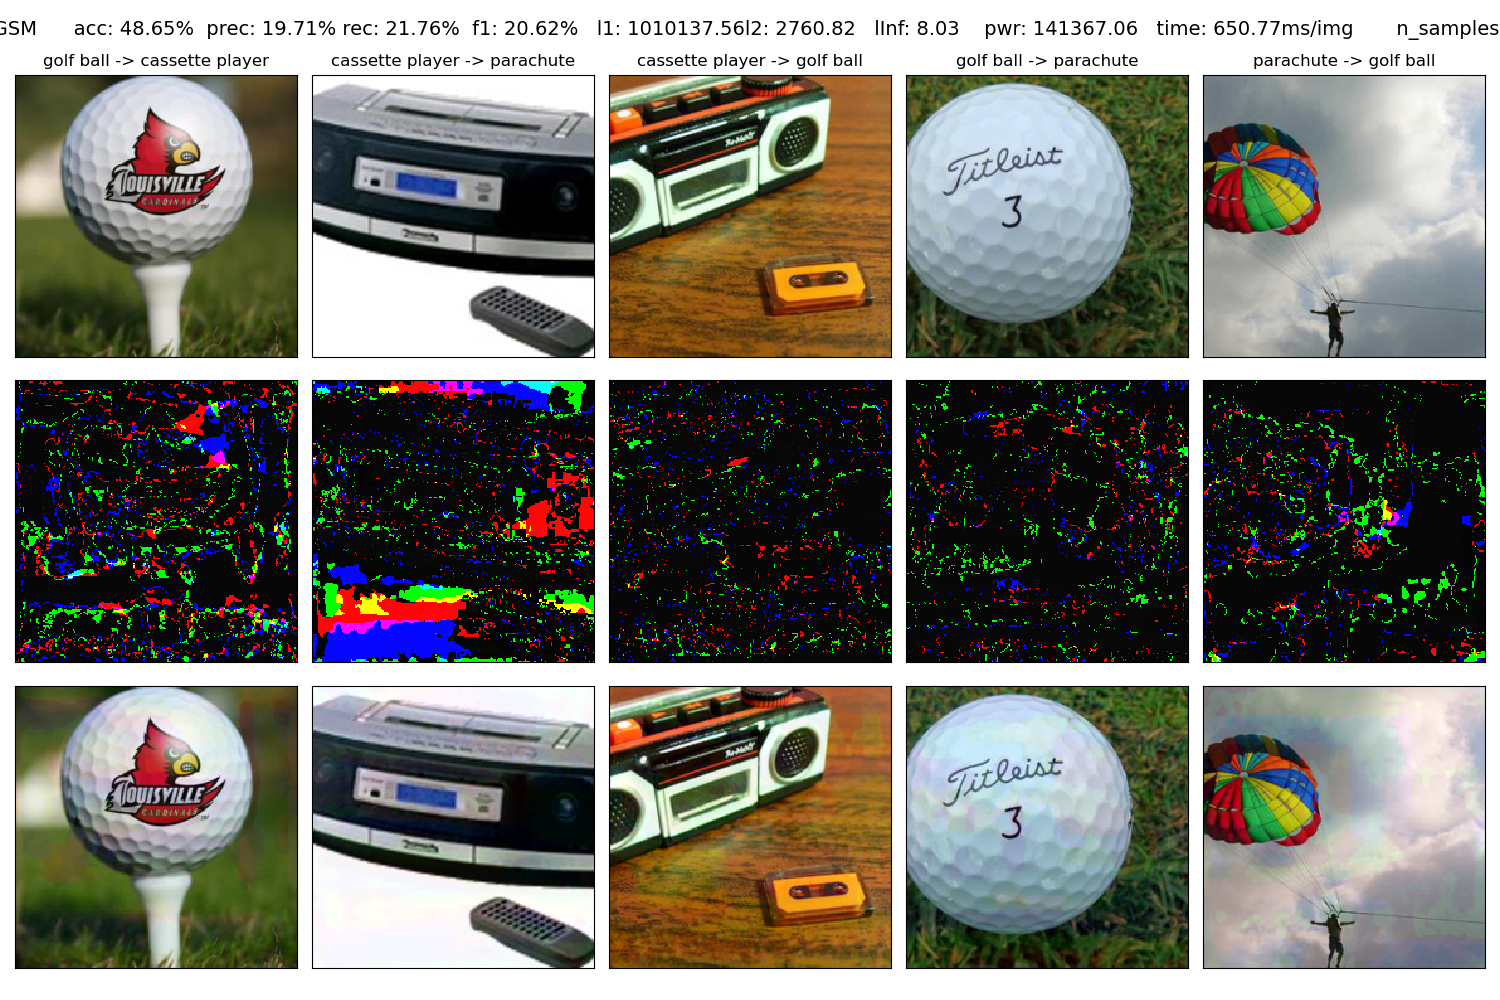 GSM acc: 48.65% prec: 19.71% rec: 21.76% f1: 20.62% l1: 1010137.56l2: 2760.82 lInf: 8.03 pwr: 141367.06 time: 650.77ms/img n_samples
golf ball -> cassette player
cassette player -> parachute
cassette player -> golf ball
golf ball -> parachute
parachute -> golf ball
LOUISVILLE
CARDINALS
TM
Titleist
3
LOUISVILLE
CARDINALS
TM
Titleist
3